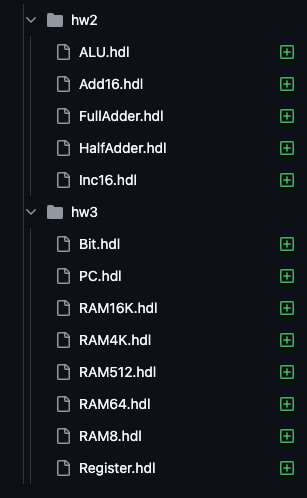 hw2
ALU.hdl
Add16.hdl
FullAdder.hdl
HalfAdder.hdl
Inc16.hdl
hw3
Bit.hdl
PC.hdl
RAM16K.hdl
RAM4K.hdl
RAM512.hdl
RAM64.hdl
RAM8.hdl
Register.hdl